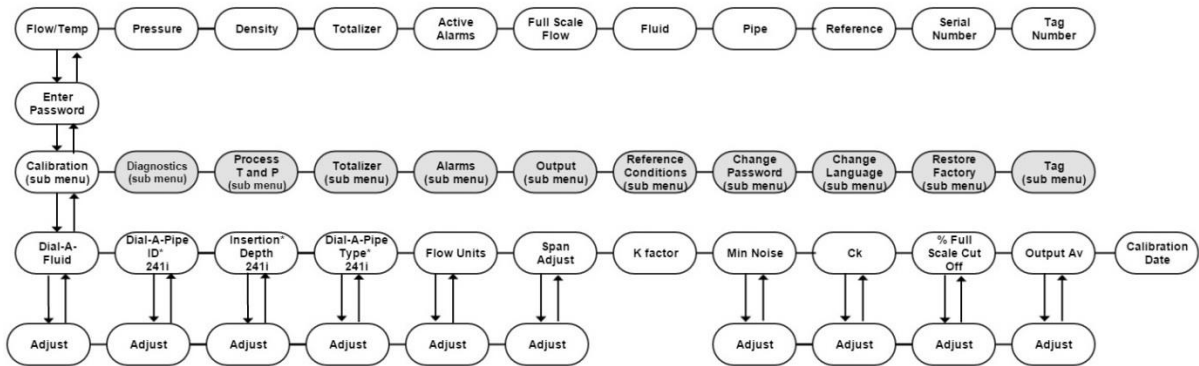 Flow/Temp
Pressure
Density
Totalizer
Active
Alarms
Full Scale
Flow
Fluid
Pipe
Reference
Serial
Number
Tag
Number
Enter
Password
Calibration
(sub menu)
Diagnostics
(sub menu)
Process
T and P
(sub menu)
Totalizer
(sub menu)
Alarms
(sub menu)
Output
(sub menu)
Reference
Conditions
(sub menu)
Change
Password
(sub menu)
Change
Language
(sub menu)
Restore
Factory
(sub menu)
Tag
(sub menu)
Dial-A-
Fluid
Dial-A-Pipe
ID*
241i
Insertion*
Depth
241i
Dial-A-Pipe
Type*
241i
Flow Units
Span
Adjust
K factor
Min Noise
Ck
% Full
Scale Cut
Off
Output Av
Calibration
Date
Adjust
Adjust
Adjust
Adjust
Adjust
Adjust
Adjust
Adjust
Adjust
Adjust